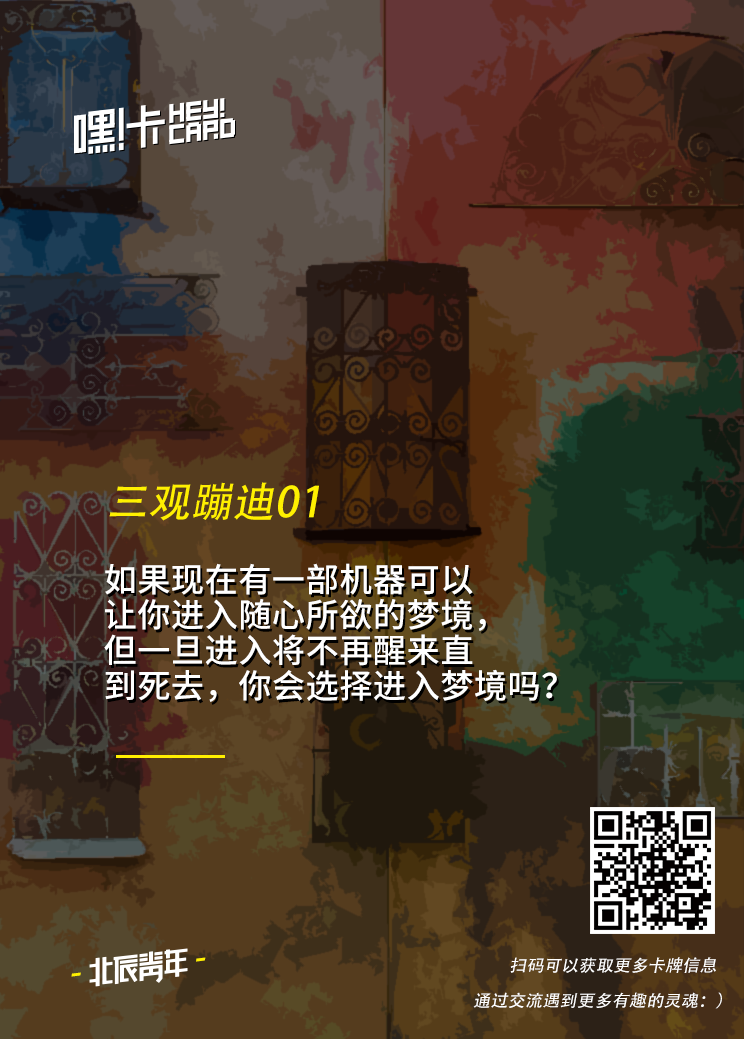 嘿!卡 HEY! CARD
三观蹦迪01
如果现在有一部机器可以
让你进入随心所欲的梦境，
但一旦进入将不再醒来直
到死去，你会选择进入梦境吗？
- 北辰青年 -
扫码可以获取更多卡牌信息
通过交流遇到更多有趣的灵魂：）